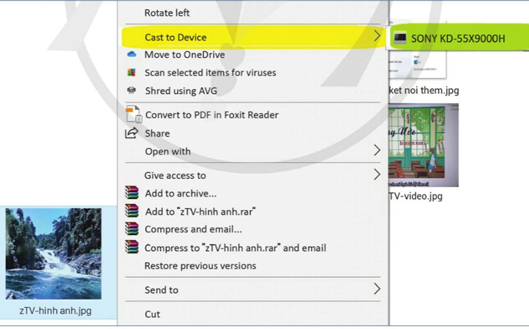 Rotate left
Cast to Device
SONY KD-55X9000H
Move to OneDrive
Scan selected items for viruses
Shred using AVG
ket noi them.jpg
Convert to PDF in Foxit Reader
Share
Open with
Give access to
Add to archive...
TV-video.jpg
Add to "zTV-hinh anh.rar"
Compress and email...
Compress to "zTV-hinh anh.rar" and email
Restore previous versions
Send to
zTV-hinh anh.jpg
Cut